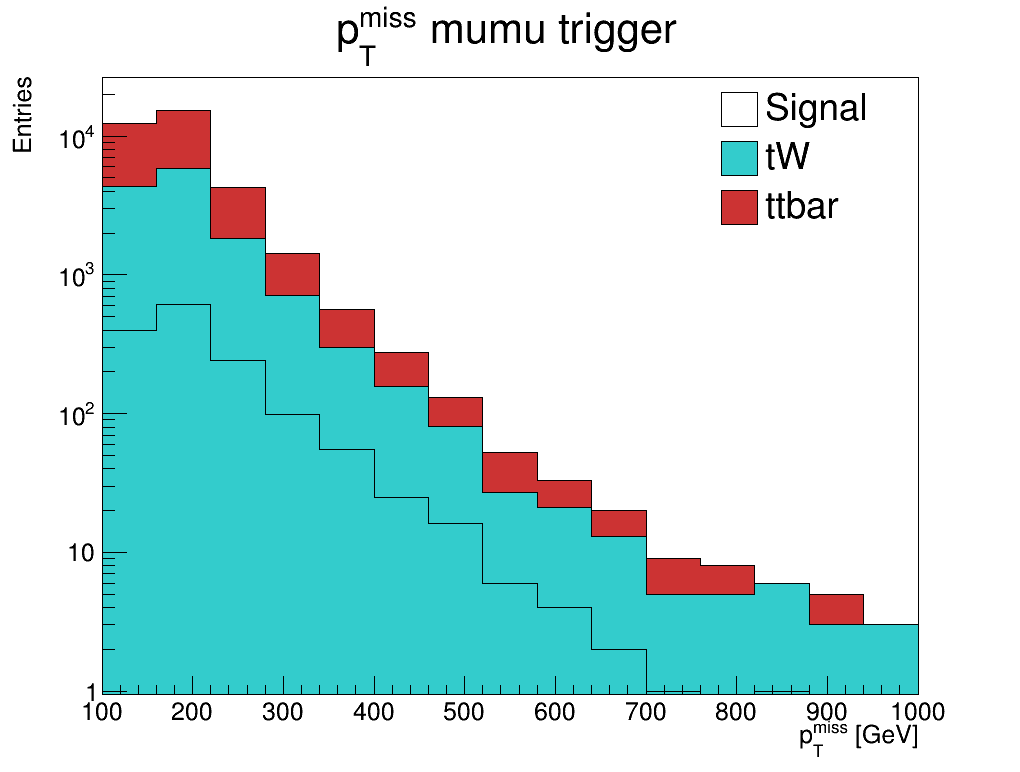 p_T^miss mumu trigger
Entries
Signal
tW
ttbar
10^4
10^3
10^2
10
1
100 200 300 400 500 600 700 800 900 1000
p_T^miss [GeV]